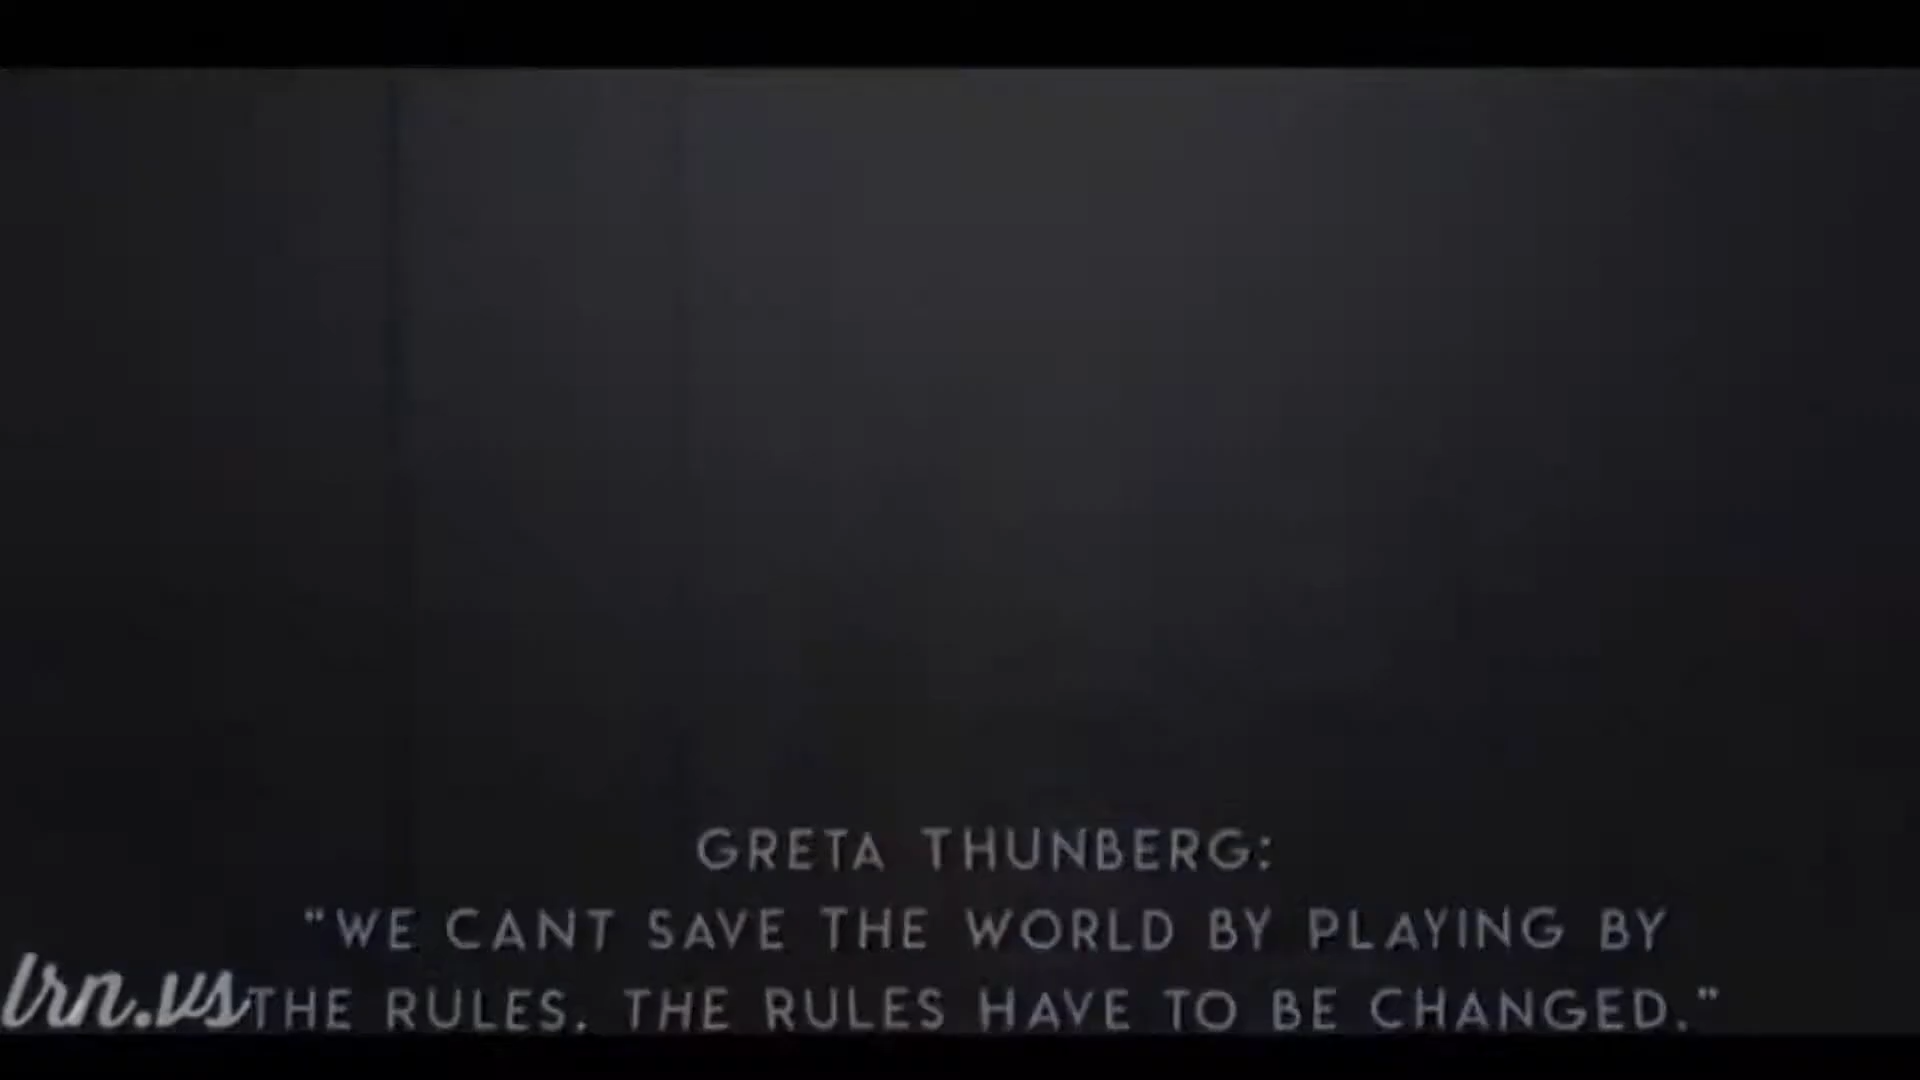 GRETA THUNBERG:
"WE CANT SAVE THE WORLD BY PLAYING BY
THE RULES. THE RULES HAVE TO BE CHANGED."
lrn.vs